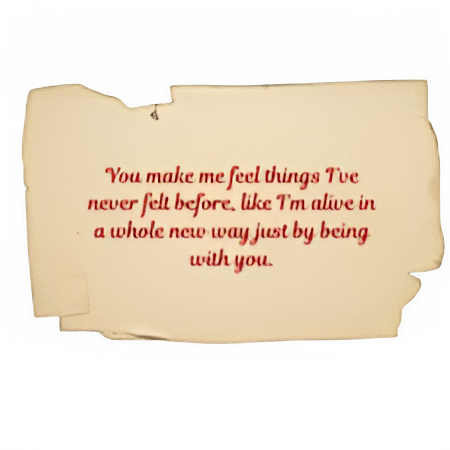 You make me feel things I've
never felt before, like I'm alive in
a whole new way just by being
with you.